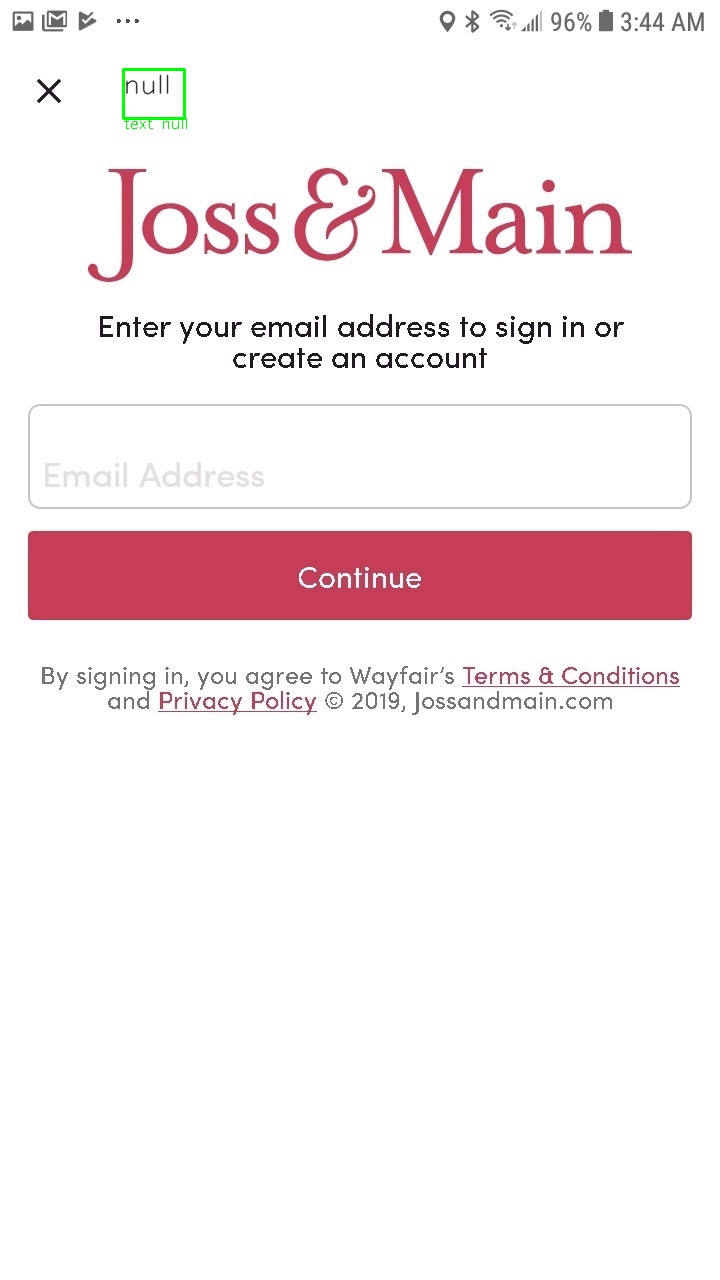 96% 3:44 AM
null
text null
Joss&Main
Enter your email address to sign in or
create an account
Email Address
Continue
By signing in, you agree to Wayfair's Terms & Conditions
and Privacy Policy © 2019, Jossandmain.com